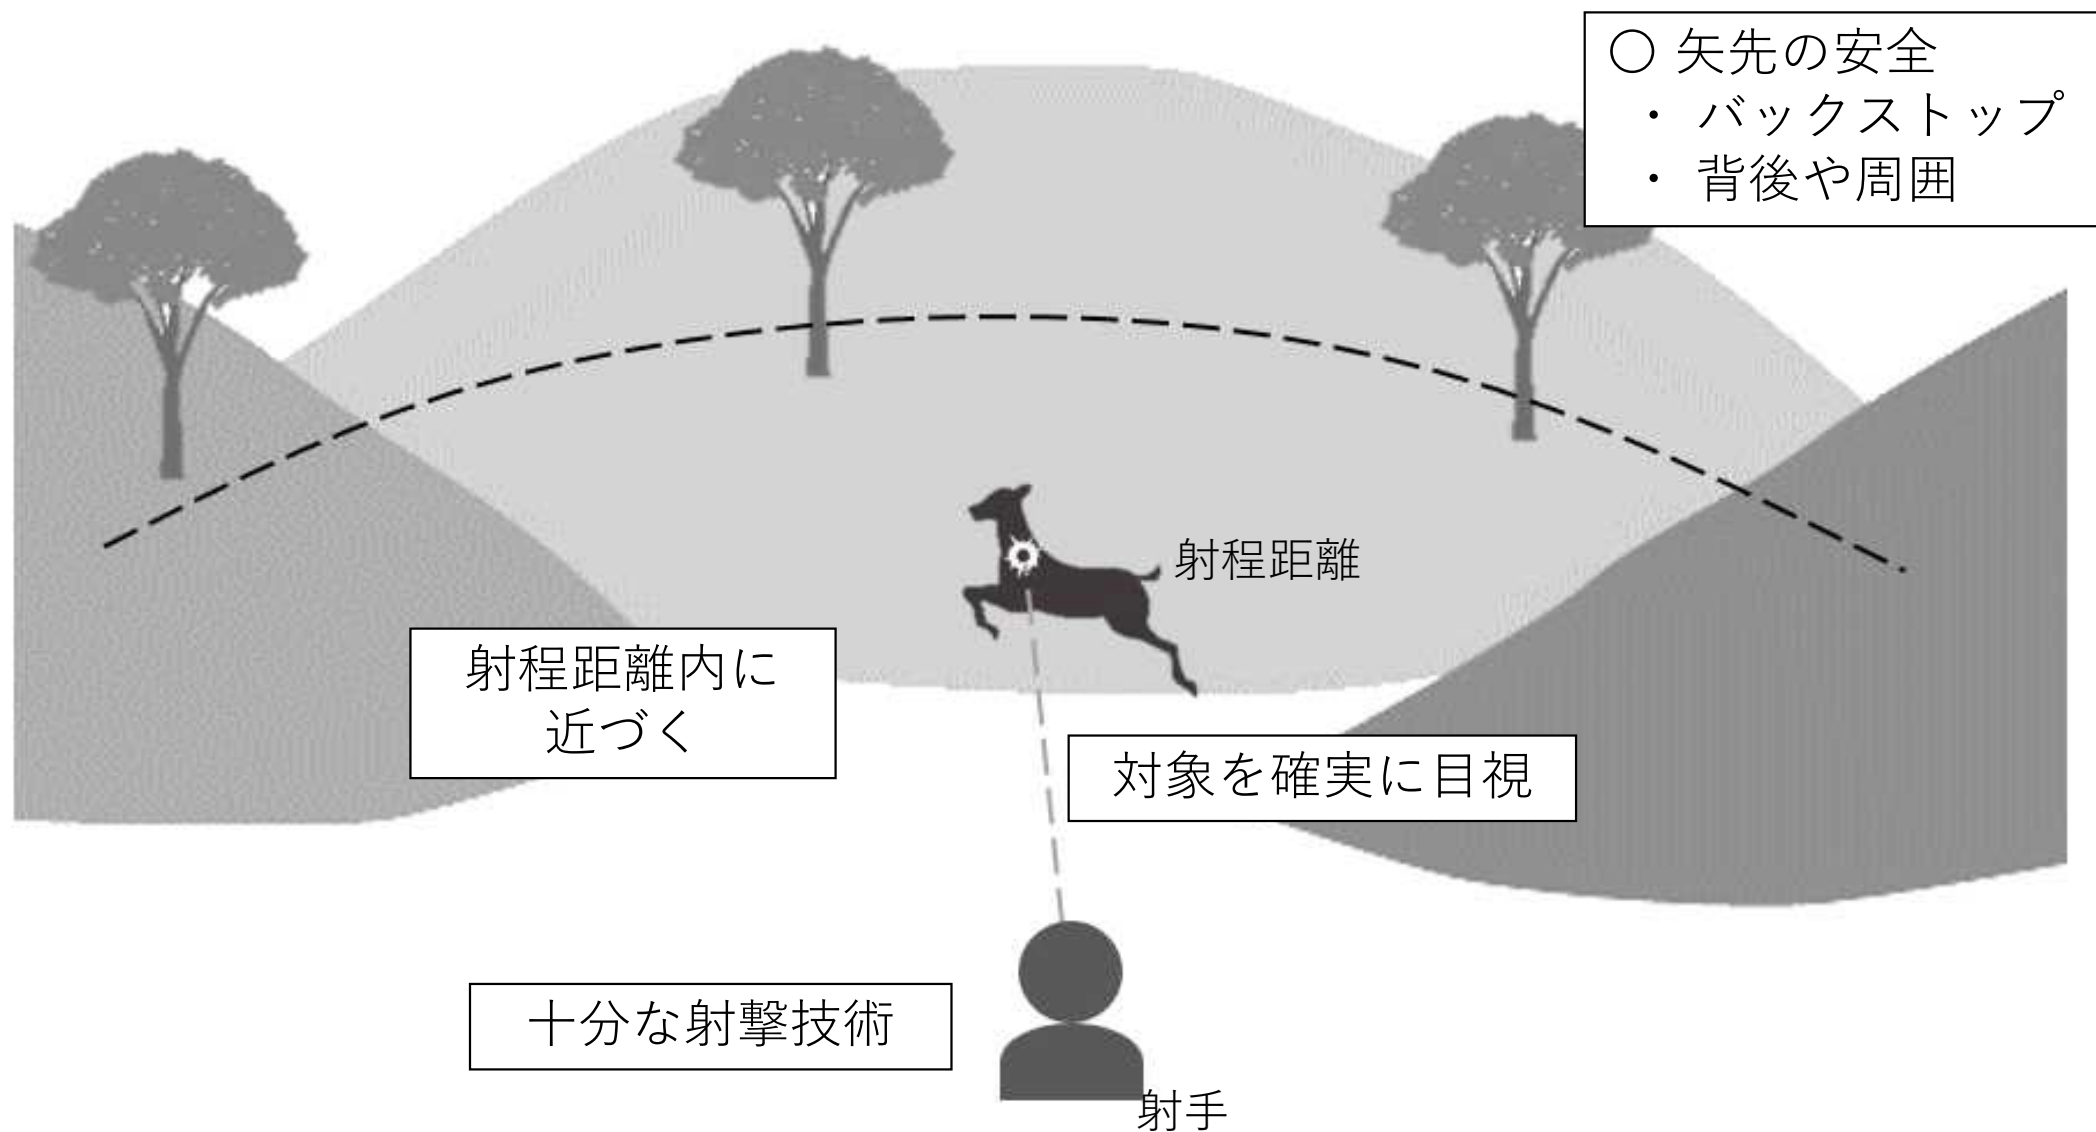 〇 矢先の安全
・ バックストップ
・ 背後や周囲
射程距離
射程距離内に
近づく
対象を確実に目視
十分な射撃技術
射手